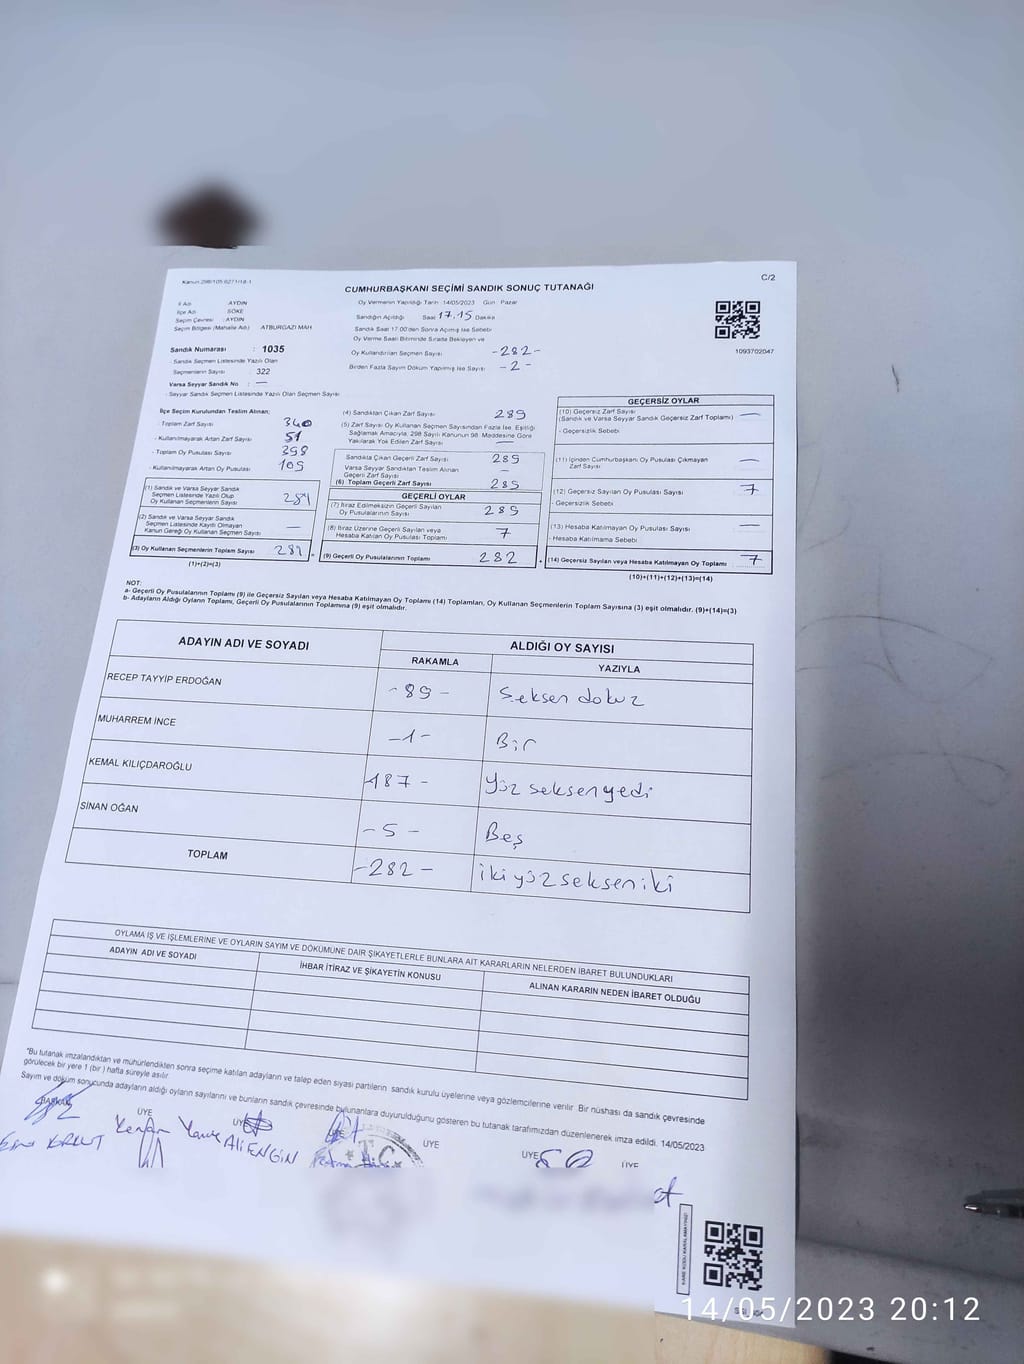 Kanun:298/105.6271/18-1
C/2
CUMHURBAŞKANI SEÇİMİ SANDIK SONUÇ TUTANAĞI
İl Adı AYDIN
İlçe Adı SÖKE
Seçim Çevresi : AYDIN
Seçim Bölgesi (Mahalle Adı) ATBURGAZI MAH
Sandık Numarası : 1035
Sandık Seçmen Listesinde Yazılı Olan
Seçmenlerin Sayısı : 322
Varsa Seyyar Sandık No : —
Seyyar Sandık Seçmen Listesinde Yazılı Olan Seçmen Sayısı
Oy Vermenin Yapıldığı Tarih :14/05/2023 Gün : Pazar
Sandığın Açıldığı Saat 17.15 Dakika
Sandık Saat 17:00'den Sonra Açılmış İse Sebebi
Oy Verme Saati Bitiminde Sırada Bekleyen ve
Oy Kullandırılan Seçmen Sayısı -282-
Birden Fazla Sayım Döküm Yapılmış İse Sayısı -2-
1093702047
İlçe Seçim Kurulundan Teslim Alınan;
- Toplam Zarf Sayısı 340
- Kullanılmayarak Artan Zarf Sayısı 51
- Toplam Oy Pusulası Sayısı 398
- Kullanılmayarak Artan Oy Pusulası 109
(1) Sandık ve Varsa Seyyar Sandık
Seçmen Listesinde Yazılı Olup
Oy Kullanan Seçmenlerin Sayısı 289
(2) Sandık ve Varsa Seyyar Sandık
Seçmen Listesinde Kayıtlı Olmayan
Kanun Gereği Oy Kullanan Seçmen Sayısı —
(3) Oy Kullanan Seçmenlerin Toplam Sayısı 289
(1)+(2)=(3)
(4) Sandıktan Çıkan Zarf Sayısı 289
(5) Zarf Sayısı Oy Kullanan Seçmen Sayısından Fazla İse, Eşitliği
Sağlamak Amacıyla, 298 Sayılı Kanunun 98. Maddesine Göre
Yakılarak Yok Edilen Zarf Sayısı —
Sandıkla Çıkan Geçerli Zarf Sayısı 289
Varsa Seyyar Sandıktan Teslim Alınan
Geçerli Zarf Sayısı —
(6) Toplam Geçerli Zarf Sayısı 289
GEÇERLİ OYLAR
(7) İtiraz Edilmeksizin Geçerli Sayılan
Oy Pusulalarının Sayısı 289
(8) İtiraz Üzerine Geçerli Sayılan veya
Hesaba Katılan Oy Pusulası Toplamı 7
(9) Geçerli Oy Pusulalarının Toplamı 282
GEÇERSİZ OYLAR
(10) Geçersiz Zarf Sayısı
(Sandık ve Varsa Seyyar Sandık Geçersiz Zarf Toplamı) —
- Geçersizlik Sebebi
(11) İçinden Cumhurbaşkanı Oy Pusulası Çıkmayan
Zarf Sayısı —
(12) Geçersiz Sayılan Oy Pusulası Sayısı 7
- Geçersizlik Sebebi
(13) Hesaba Katılmayan Oy Pusulası Sayısı —
- Hesaba Katılmama Sebebi
(14) Geçersiz Sayılan veya Hesaba Katılmayan Oy Toplamı 7
(10)+(11)+(12)+(13)=(14)
NOT:
a- Geçerli Oy Pusulalarının Toplamı (9) ile Geçersiz Sayılan veya Hesaba Katılmayan Oy Toplamı (14) Toplamları, Oy Kullanan Seçmenlerin Toplam Sayısına (3) eşit olmalıdır. (9)+(14)=(3)
b- Adayların Aldığı Oyların Toplamı, Geçerli Oy Pusulalarının Toplamına (9) eşit olmalıdır.
ADAYIN ADI VE SOYADI ALDIĞI OY SAYISI
RAKAMLA YAZIYLA
RECEP TAYYİP ERDOĞAN -89- Seksen dokuz
MUHARREM İNCE -1- Bir
KEMAL KILIÇDAROĞLU 187- Yüz seksen yedi
SİNAN OĞAN -5- Beş
TOPLAM -282- iki yüz seksen iki
OYLAMA İŞ VE İŞLEMLERİNE VE OYLARIN SAYIM VE DÖKÜMÜNE DAİR ŞİKAYETLERLE BUNLARA AİT KARARLARIN NELERDEN İBARET BULUNDUKLARI
ADAYIN ADI VE SOYADI İHBAR İTİRAZ VE ŞİKAYETİN KONUSU ALINAN KARARIN NEDEN İBARET OLDUĞU
"Bu tutanak imzalandıktan ve mühürlendikten sonra seçime katılan adayların ve talep eden siyasi partilerin sandık kurulu üyelerine veya gözlemcilerine verilir. Bir nüshası da sandık çevresinde
görülecek bir yere 1 (bir) hafta süreyle asılır.
Sayım ve döküm sonucunda adayların aldığı oyların sayılarını ve bunların sandık çevresinde bulunanlara duyurulduğunu gösteren bu tutanak tarafımızdan düzenlenerek imza edildi. 14/05/2023
BAŞKAN ÜYE ÜYE ÜYE ÜYE ÜYE
Ali ENGİN
14/05/2023 20:12